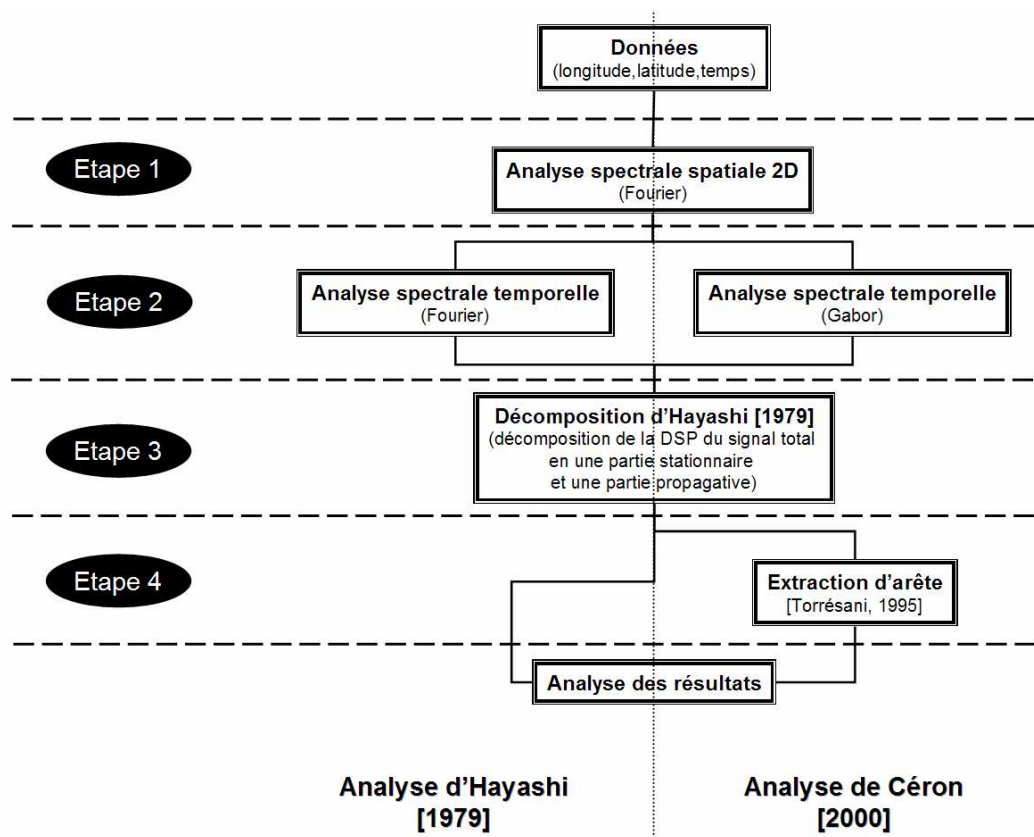 Données
(longitude,latitude,temps)
Etape 1
Analyse spectrale spatiale 2D
(Fourier)
Etape 2
Analyse spectrale temporelle
(Fourier)
Analyse spectrale temporelle
(Gabor)
Etape 3
Décomposition d'Hayashi [1979]
(décomposition de la DSP du signal total
en une partie stationnaire
et une partie propagative)
Etape 4
Extraction d'arête
[Torrésani, 1995]
Analyse des résultats
Analyse d'Hayashi
[1979]
Analyse de Céron
[2000]